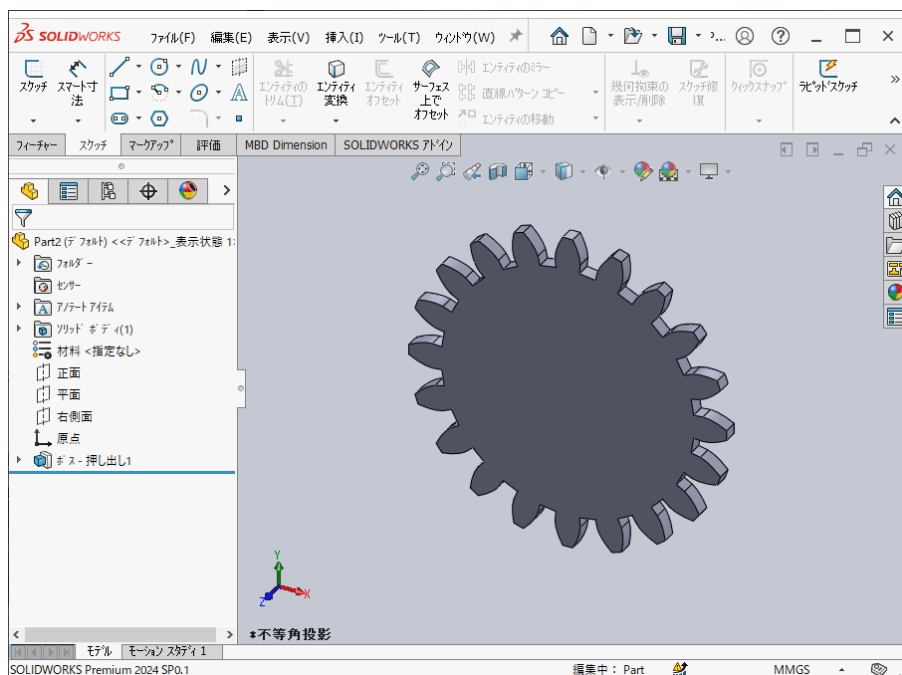 SOLIDWORKS ファイル(F) 編集(E) 表示(V) 挿入(I) ツール(T) ウィンドウ(W)
スケッチ スマート寸法 エンティティのトリム(T) エンティティ変換 エンティティオフセット サーフェス上でオフセット エンティティのミラー 直線パターン コピー エンティティの移動 幾何拘束の表示/削除 スケッチ修復 クイックスナップ ラピッドスケッチ
フィーチャー スケッチ マークアップ 評価 MBD Dimension SOLIDWORKS アドイン
Part2 (デフォルト) <<デフォルト>_表示状態 1>
フォルダー
センサー
アノテート アイテム
ソリッド ボディ(1)
材料 <指定なし>
正面
平面
右側面
原点
ボス - 押し出し1
Y
X
Z
*不等角投影
モデル モーション スタディ 1
SOLIDWORKS Premium 2024 SP0.1 編集中： Part MMGS